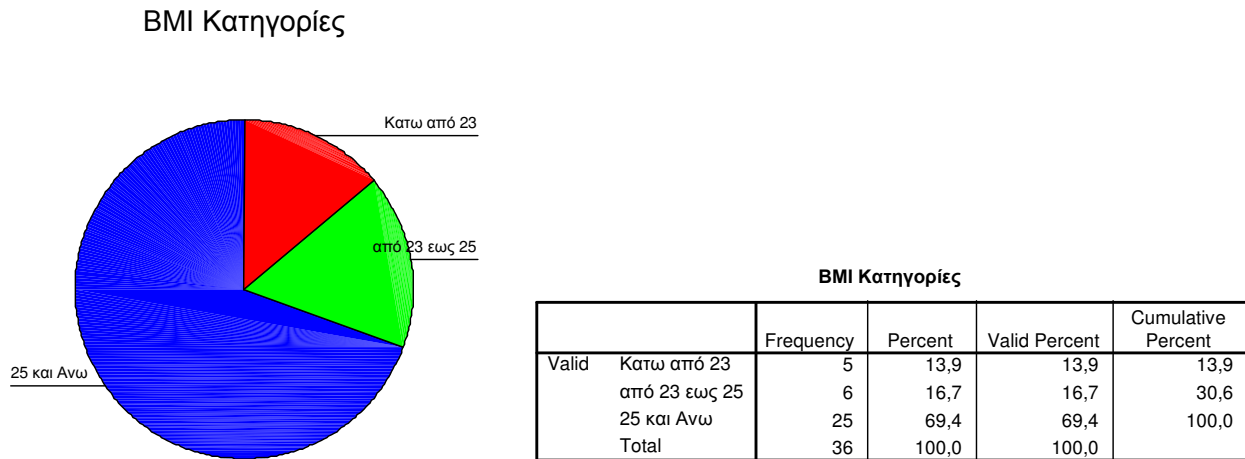 BMI Κατηγορίες
Κατω από 23
από 23 εως 25
25 και Ανω
BMI Κατηγορίες
Frequency Percent Valid Percent Cumulative Percent
Valid Κατω από 23 5 13,9 13,9 13,9
από 23 εως 25 6 16,7 16,7 30,6
25 και Ανω 25 69,4 69,4 100,0
Total 36 100,0 100,0